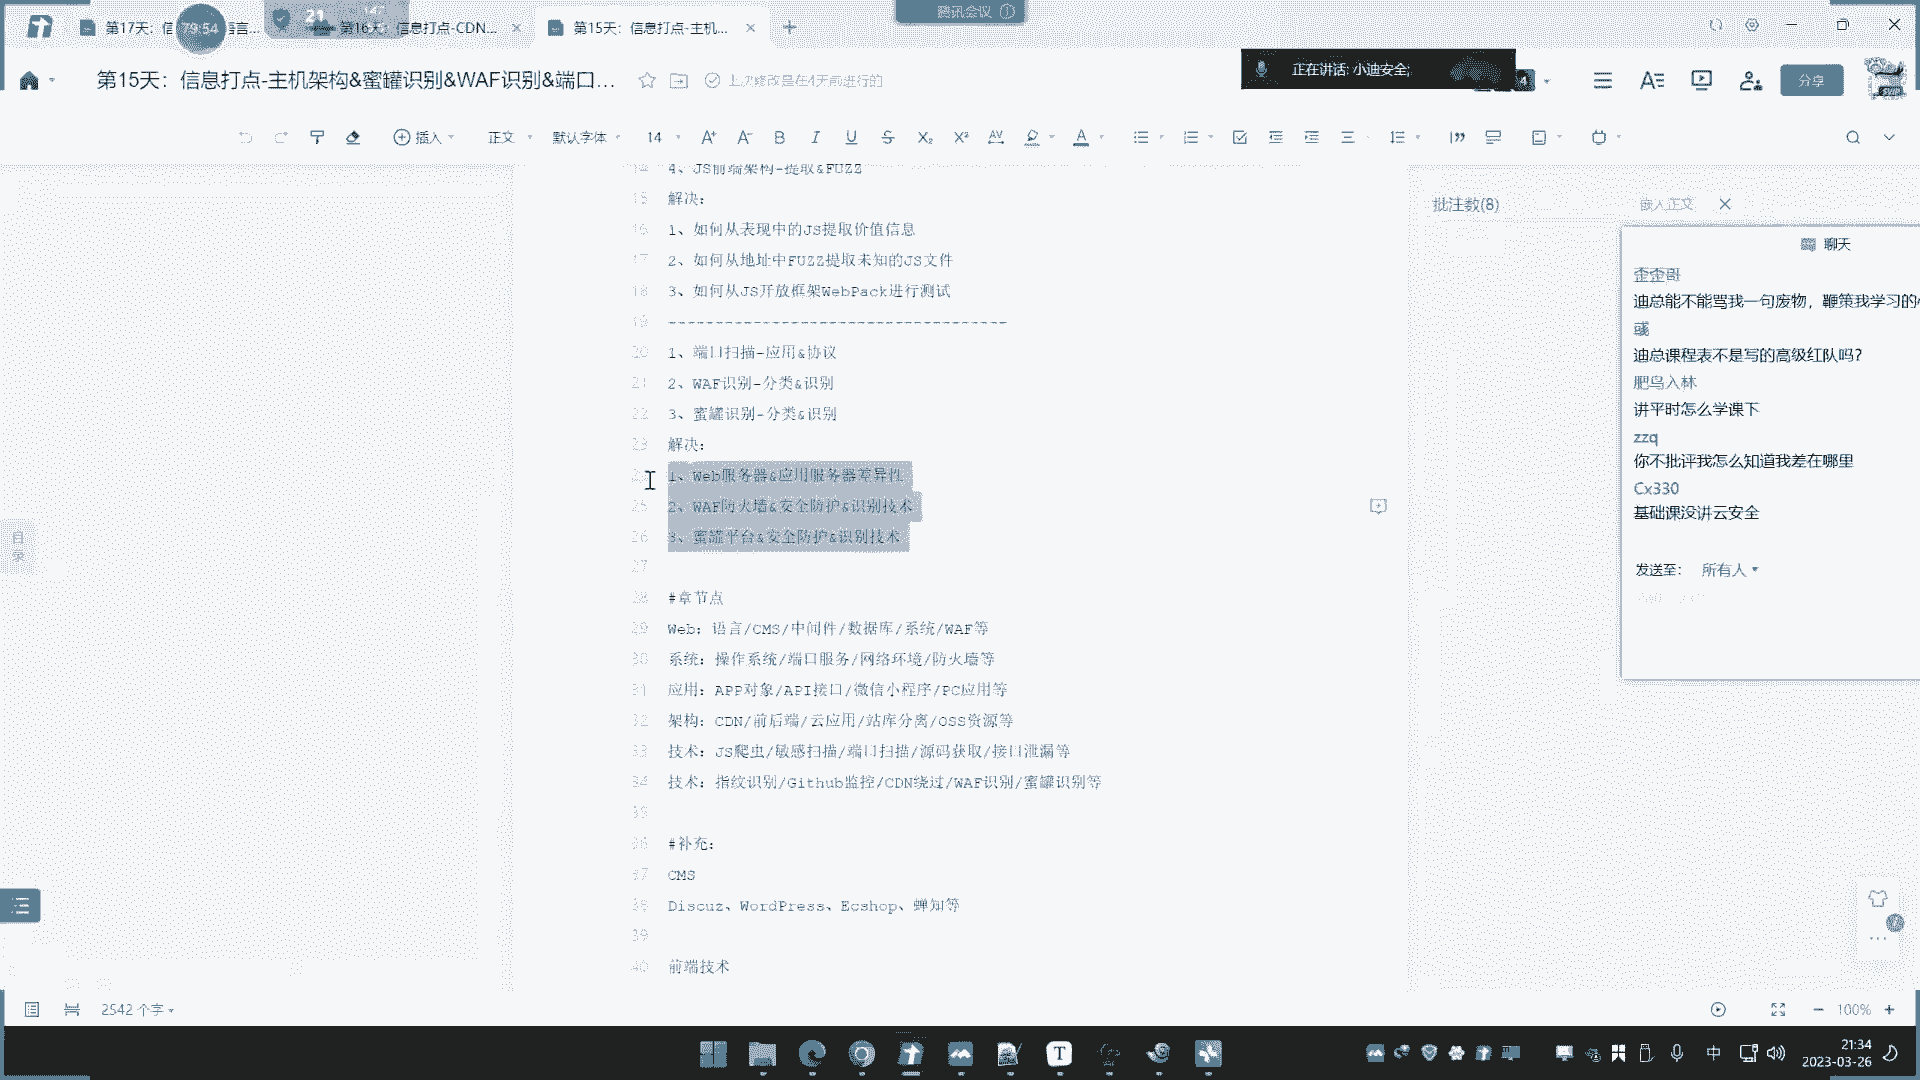 第17天：信
79:54
言...
21
第16天：信息打点-CDN...
第15天：信息打点-主机...
腾讯会议
第15天：信息打点-主机架构&蜜罐识别&WAF识别&端口...
上次修改是在4天前进行的
正在讲话: 小迪安全;
4
分享
插入
正文
默认字体
14
4、JS前端架构-提取&FUZZ
15 解决：
16 1、如何从表现中的JS提取价值信息
17 2、如何从地址中FUZZ提取未知的JS文件
18 3、如何从JS开放框架WebPack进行测试
19 -----------------------------------
20 1、端口扫描-应用&协议
21 2、WAF识别-分类&识别
22 3、蜜罐识别-分类&识别
23 解决：
1、Web服务器&应用服务器差异性
25 2、WAF防火墙&安全防护&识别技术
26 3、蜜罐平台&安全防护&识别技术
27
28 #章节点
29 Web：语言/CMS/中间件/数据库/系统/WAF等
30 系统：操作系统/端口服务/网络环境/防火墙等
31 应用：APP对象/API接口/微信小程序/PC应用等
32 架构：CDN/前后端/云应用/站库分离/OSS资源等
33 技术：JS爬虫/敏感扫描/端口扫描/源码获取/接口泄漏等
34 技术：指纹识别/Github监控/CDN绕过/WAF识别/蜜罐识别等
35
36 #补充：
37 CMS
38 Discuz、WordPress、Ecshop、蝉知等
39
40 前端技术
目录
批注数(8)
嵌入正文
聊天
歪歪哥
迪总能不能骂我一句废物，鞭策我学习的
彧
迪总课程表不是写的高级红队吗？
肥鸟入林
讲平时怎么学课下
zzq
你不批评我怎么知道我差在哪里
Cx330
基础课没讲云安全
发送至： 所有人
2542 个字
100%
中
21:34
2023-03-26